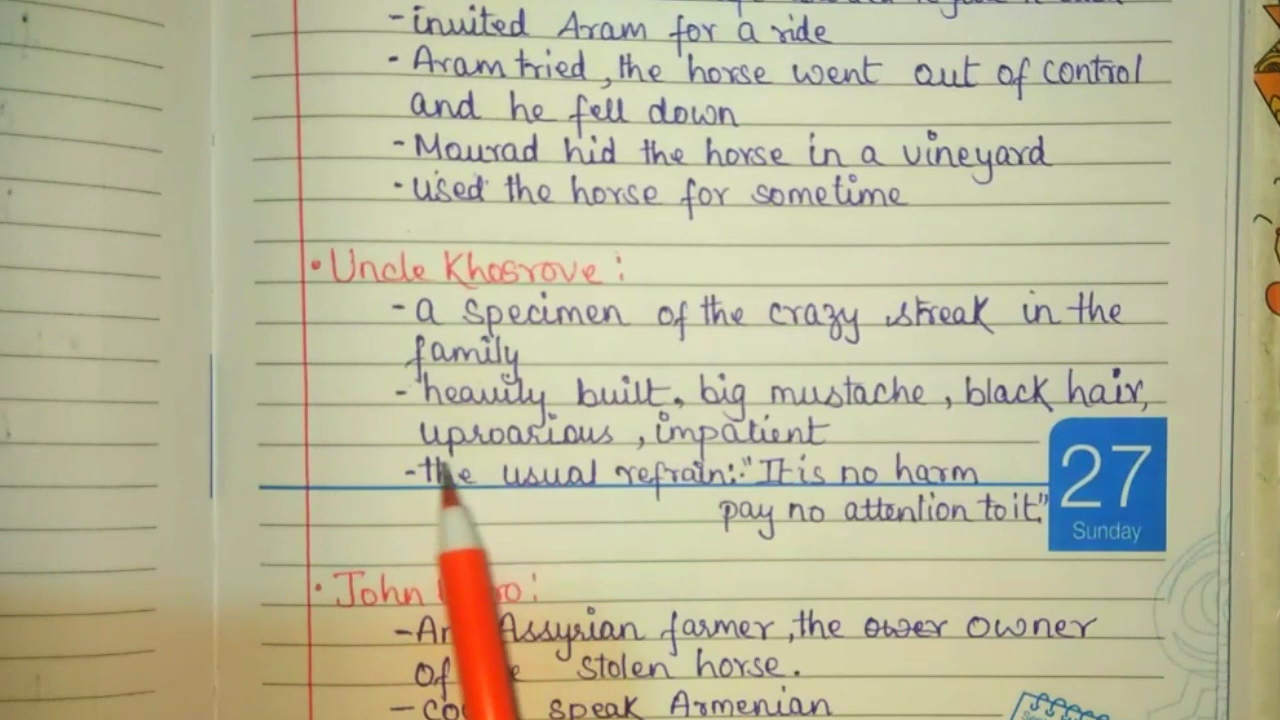 - invited Aram for a ride
- Aram tried, the horse went out of control
and he fell down
- Mourad hid the horse in a vineyard
- used the horse for sometime
• Uncle Khosrove:
- a specimen of the crazy streak in the
family
- heavily built, big mustache, black hair,
uproarious, impatient
- the usual refrain:- "It is no harm
pay no attention to it."
27
Sunday
• John
- Assyrian farmer, the ower owner
of stolen horse.
- speak Armenian